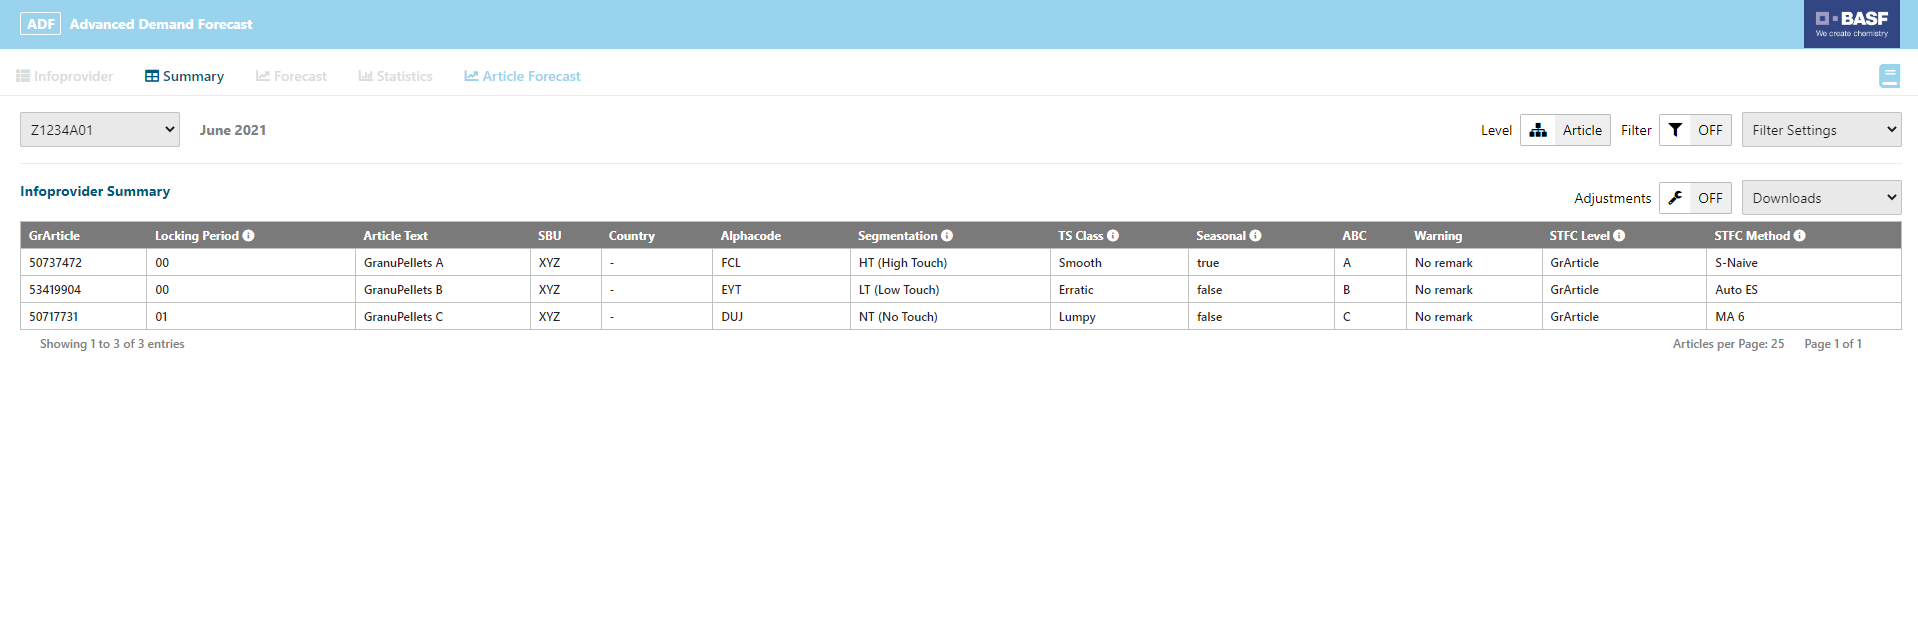 ADF Advanced Demand Forecast
BASF
We create chemistry
Infoprovider Summary Forecast Statistics Article Forecast
Z1234A01 June 2021 Level Article Filter OFF Filter Settings
Infoprovider Summary Adjustments OFF Downloads
GrArticle Locking Period Article Text SBU Country Alphacode Segmentation TS Class Seasonal ABC Warning STFC Level STFC Method
50737472 00 GranuPellets A XYZ - FCL HT (High Touch) Smooth true A No remark GrArticle S-Naive
53419904 00 GranuPellets B XYZ - EYT LT (Low Touch) Erratic false B No remark GrArticle Auto ES
50717731 01 GranuPellets C XYZ - DUJ NT (No Touch) Lumpy false C No remark GrArticle MA 6
Showing 1 to 3 of 3 entries Articles per Page: 25 Page 1 of 1